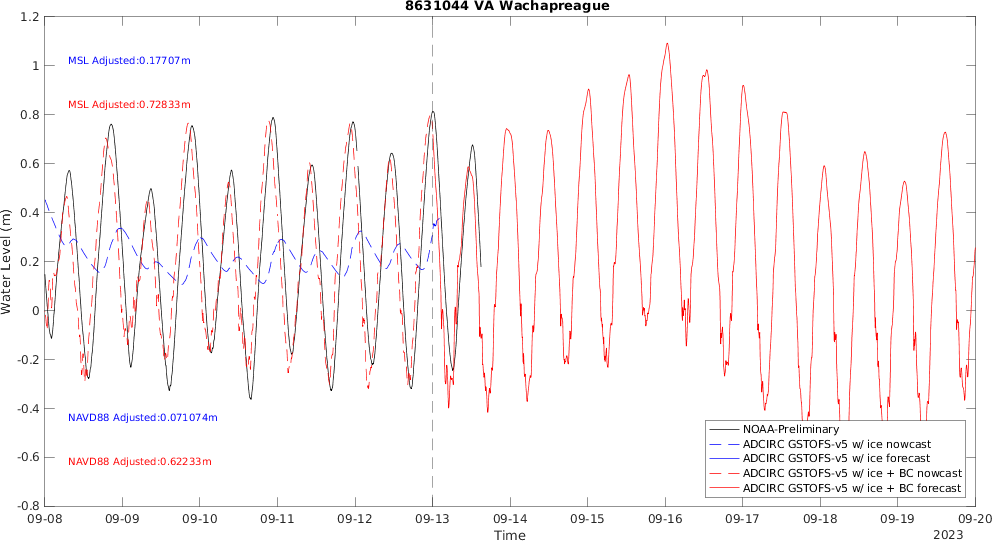 8631044 VA Wachapreague
1.2
1
0.8
0.6
0.4
0.2
0
-0.2
-0.4
-0.6
-0.8
Water Level (m)
MSL Adjusted:0.17707m
MSL Adjusted:0.72833m
NAVD88 Adjusted:0.071074m
NAVD88 Adjusted:0.62233m
NOAA-Preliminary
ADCIRC GSTOFS-v5 w/ ice nowcast
ADCIRC GSTOFS-v5 w/ ice forecast
ADCIRC GSTOFS-v5 w/ ice + BC nowcast
ADCIRC GSTOFS-v5 w/ ice + BC forecast
09-08 09-09 09-10 09-11 09-12 09-13 09-14 09-15 09-16 09-17 09-18 09-19 09-20
Time
2023